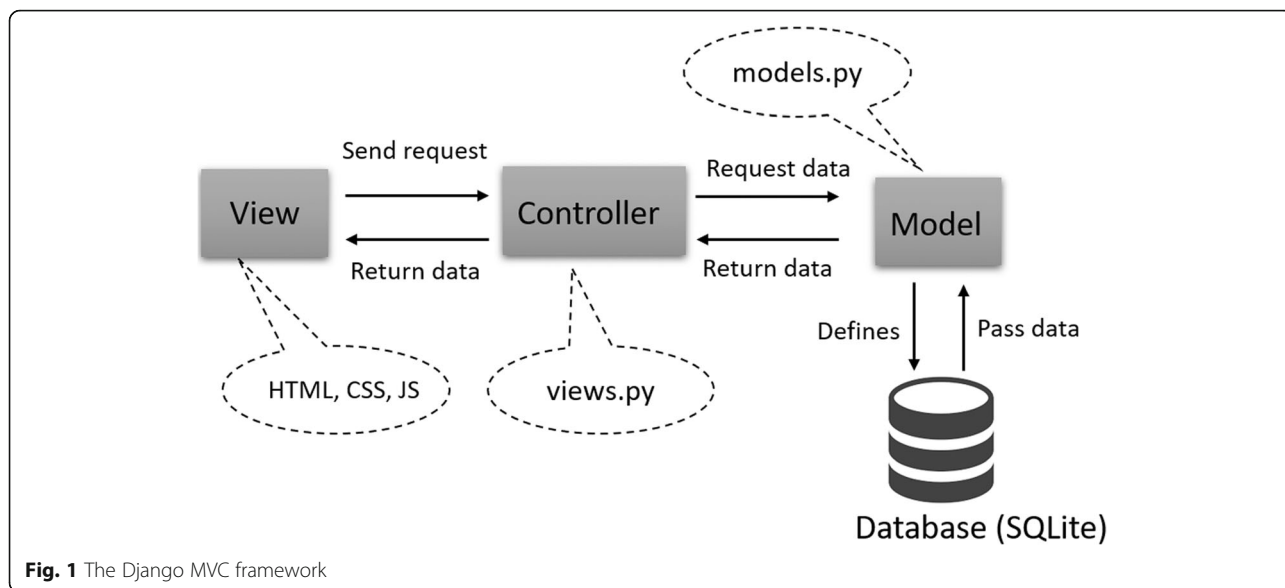 models.py
Send request
Request data
View
Controller
Model
Return data
Return data
Defines
Pass data
HTML, CSS, JS
views.py
Database (SQLite)
Fig. 1 The Django MVC framework